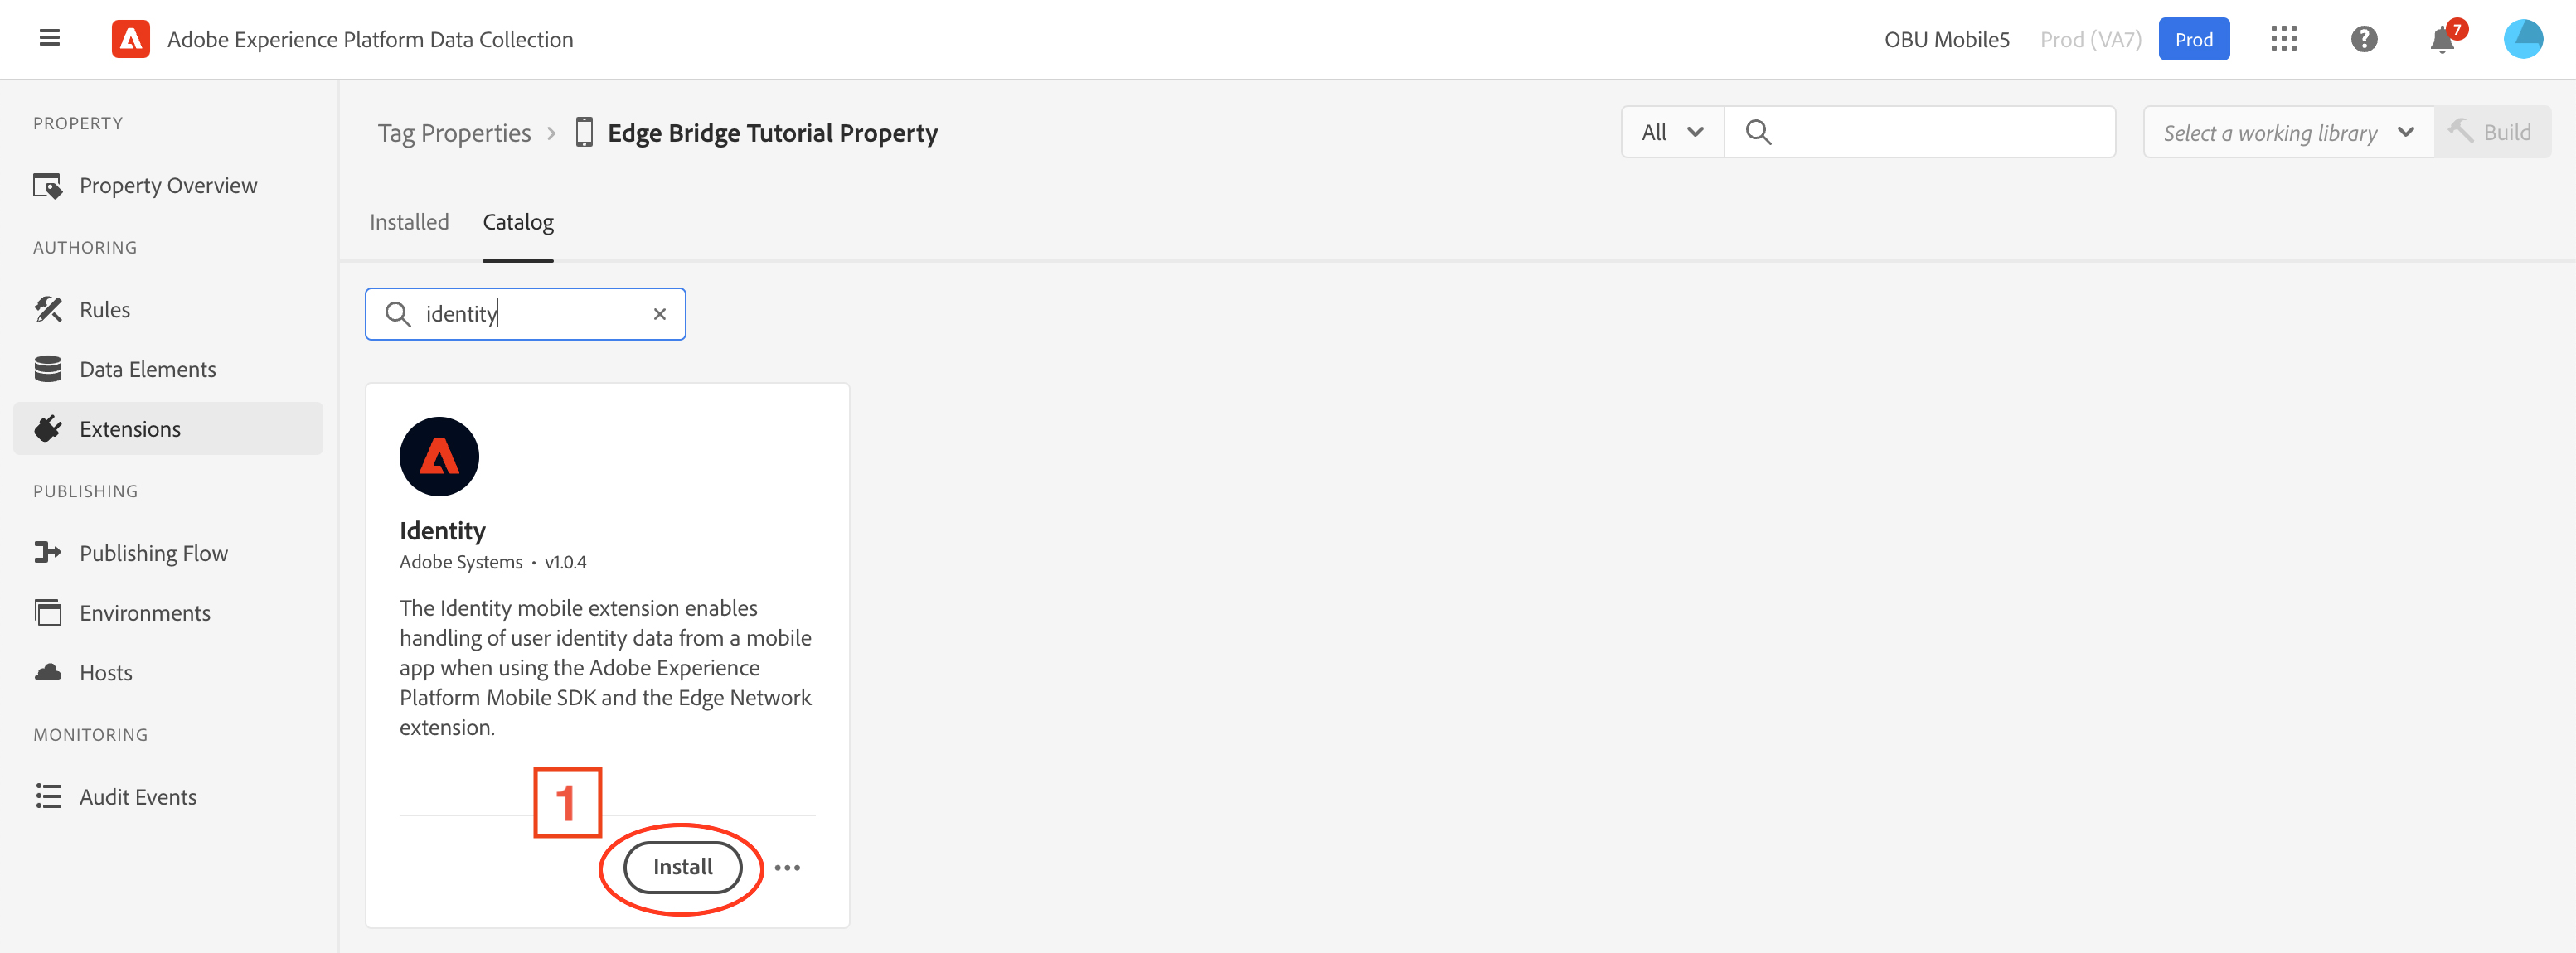 Adobe Experience Platform Data Collection
OBU Mobile5 Prod (VA7) Prod 7
PROPERTY
Property Overview
AUTHORING
Rules
Data Elements
Extensions
PUBLISHING
Publishing Flow
Environments
Hosts
MONITORING
Audit Events
Tag Properties > Edge Bridge Tutorial Property
All
Select a working library
Build
Installed Catalog
identity
Identity
Adobe Systems • v1.0.4
The Identity mobile extension enables
handling of user identity data from a mobile
app when using the Adobe Experience
Platform Mobile SDK and the Edge Network
extension.
1
Install